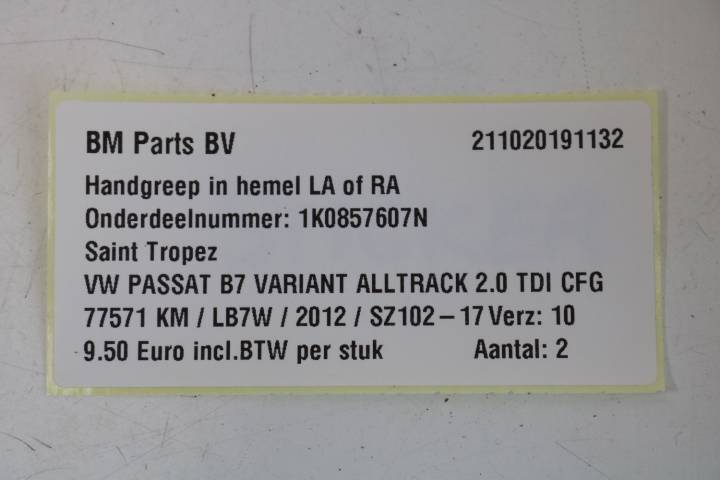 BM Parts BV 211020191132
Handgreep in hemel LA of RA
Onderdeelnummer: 1K0857607N
Saint Tropez
VW PASSAT B7 VARIANT ALLTRACK 2.0 TDI CFG
77571 KM / LB7W / 2012 / SZ102 – 17 Verz: 10
9.50 Euro incl.BTW per stuk Aantal: 2